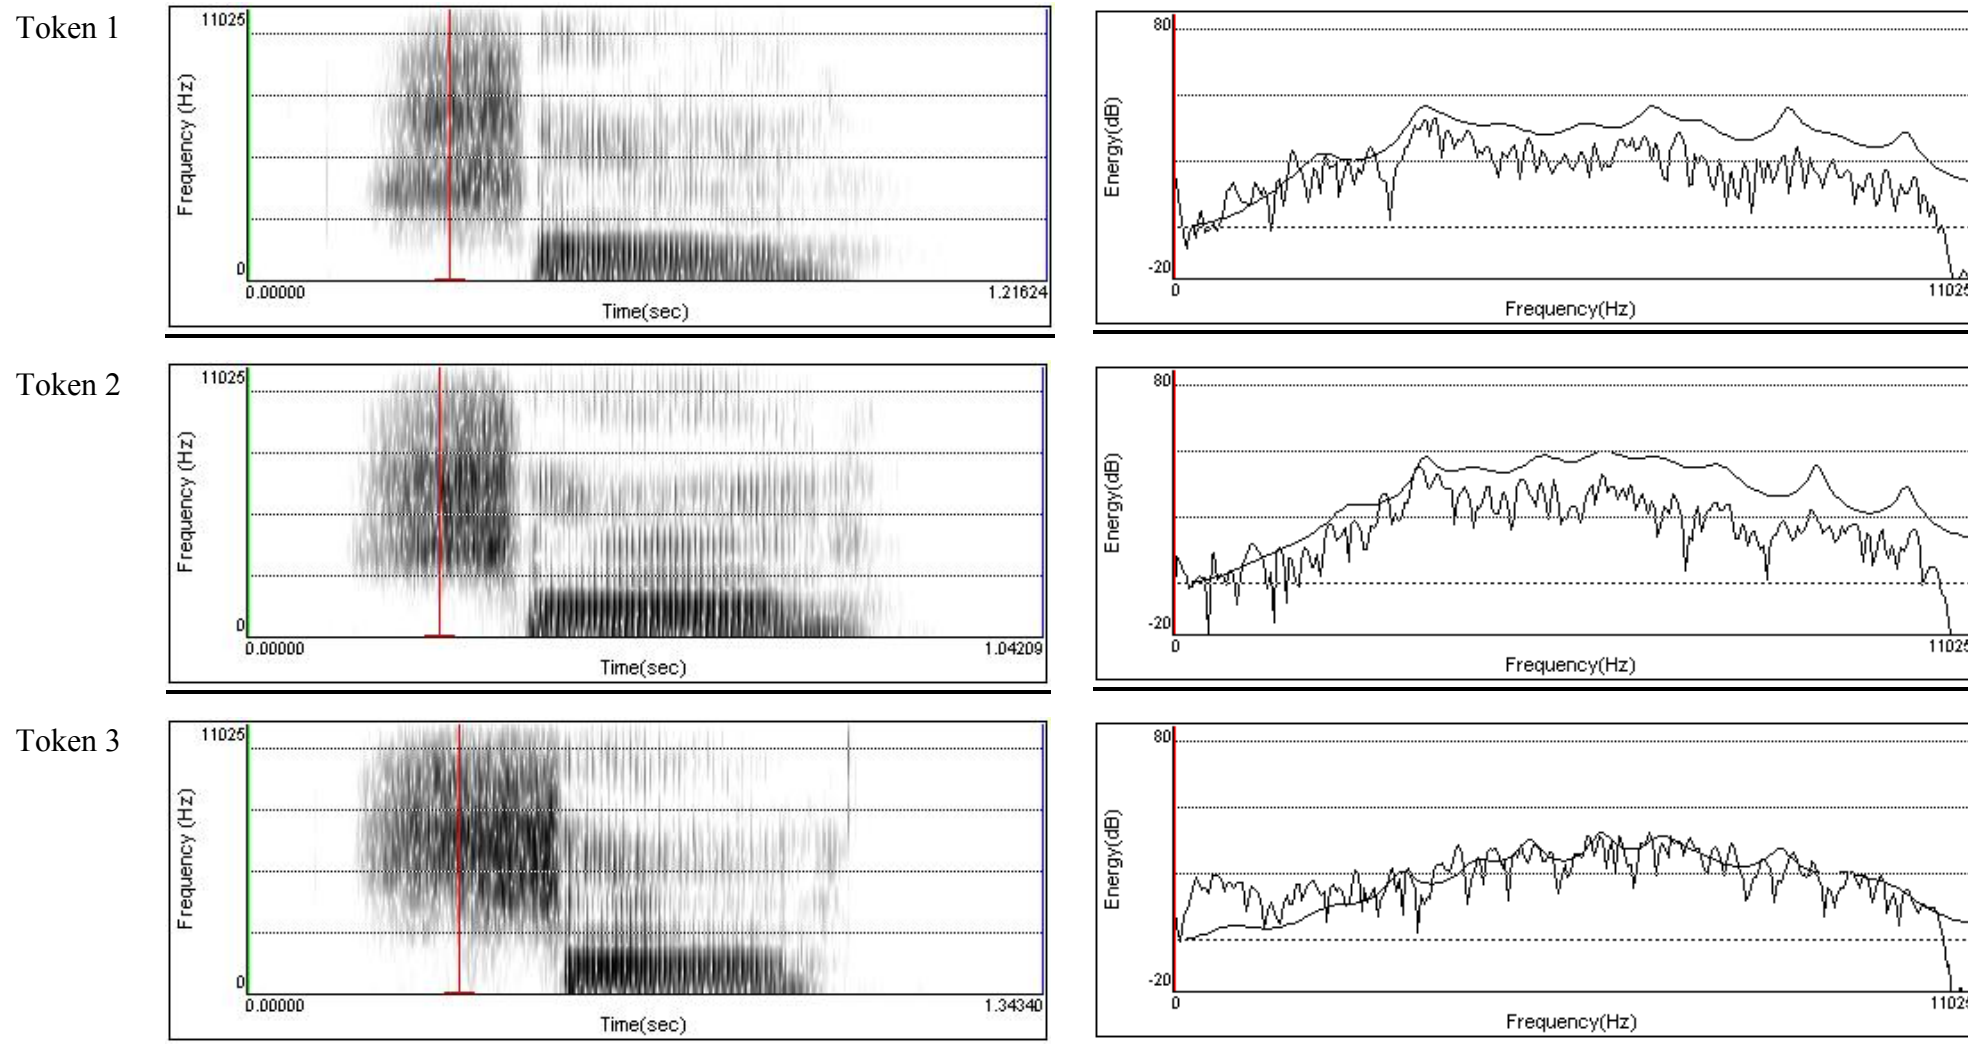 Token 1
11025
Frequency (Hz)
0
0.00000
1.21624
Time(sec)
80
Energy(dB)
-20
0
11025
Frequency(Hz)
Token 2
11025
Frequency (Hz)
0
0.00000
1.04209
Time(sec)
80
Energy(dB)
-20
0
11025
Frequency(Hz)
Token 3
11025
Frequency (Hz)
0
0.00000
1.34340
Time(sec)
80
Energy(dB)
-20
0
11025
Frequency(Hz)